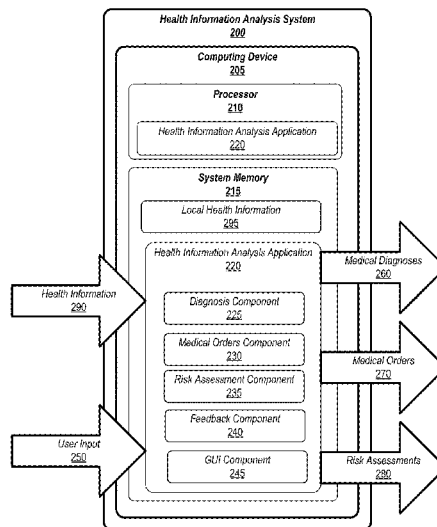 Health Information Analysis System
200
Computing Device
205
Processor
210
Health Information Analysis Application
220
System Memory
215
Local Health Information
295
Health Information Analysis Application
220
Medical Diagnoses
260
Health Information
290
Diagnosis Component
225
Medical Orders Component
230
Medical Orders
270
Risk Assessment Component
235
Feedback Component
240
User Input
250
GUI Component
245
Risk Assessments
280